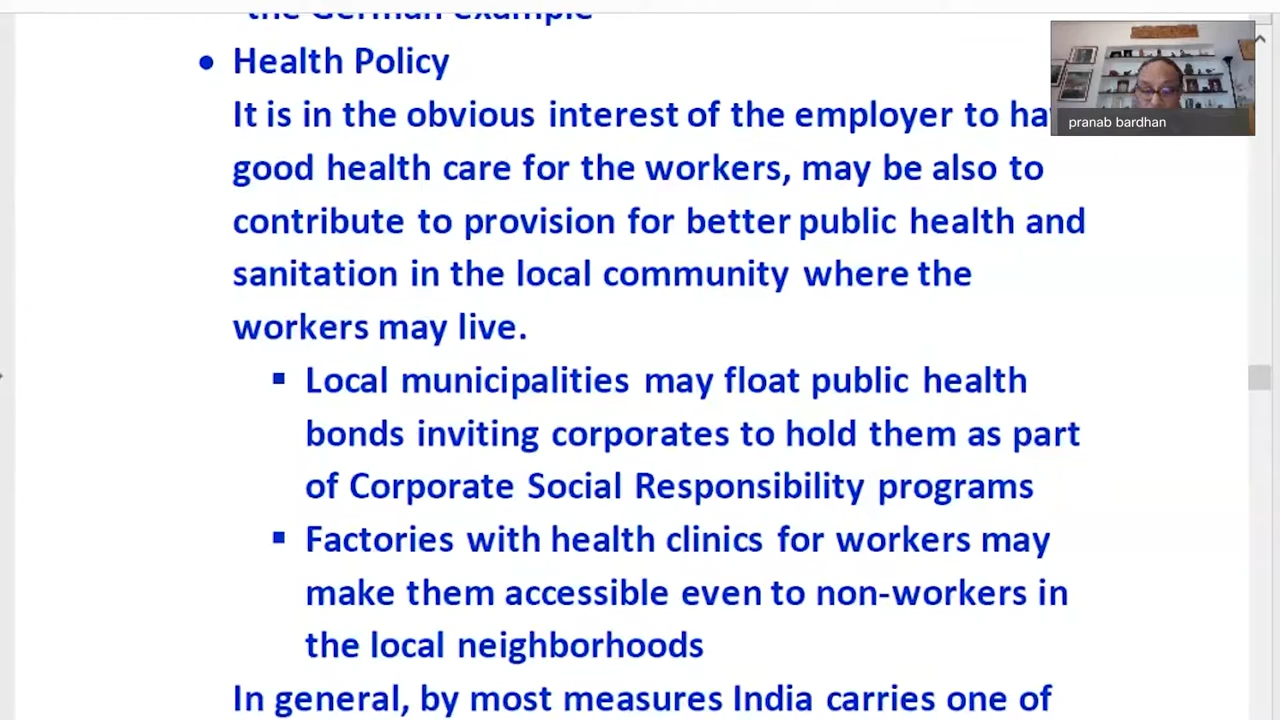 the German example
• Health Policy
It is in the obvious interest of the employer to ha
good health care for the workers, may be also to
contribute to provision for better public health and
sanitation in the local community where the
workers may live.
▪ Local municipalities may float public health
bonds inviting corporates to hold them as part
of Corporate Social Responsibility programs
▪ Factories with health clinics for workers may
make them accessible even to non-workers in
the local neighborhoods
In general, by most measures India carries one of
pranab bardhan